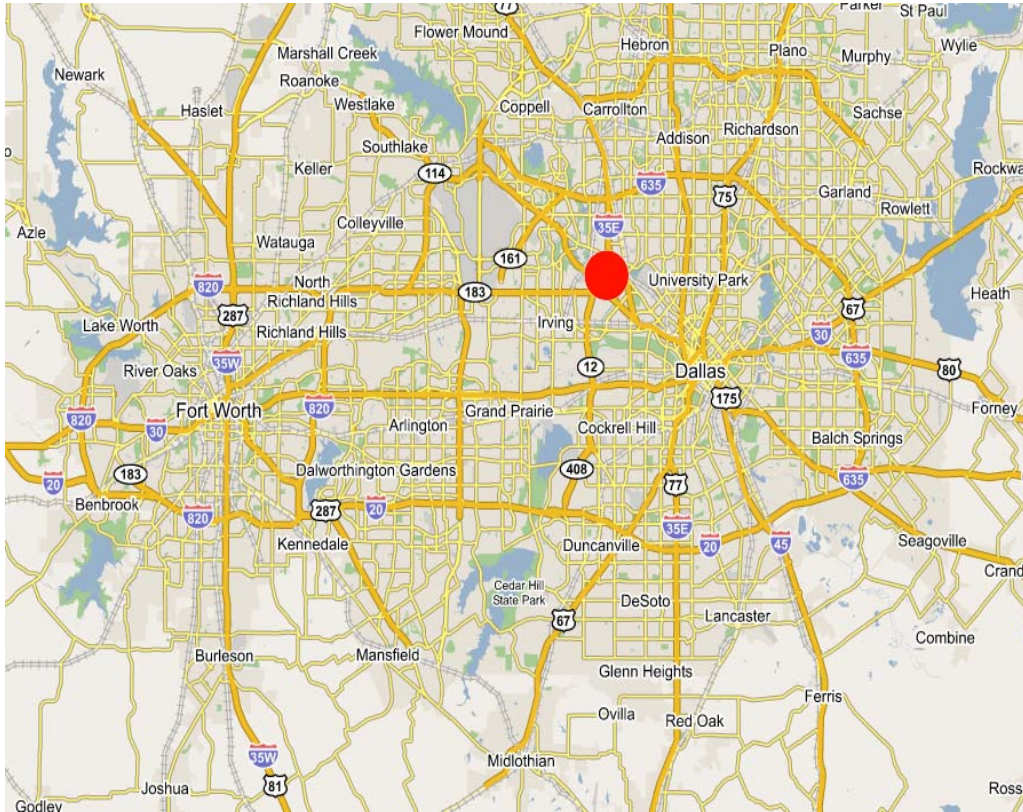 77
Parker
St Paul
Flower Mound
Hebron
Plano
Marshall Creek
Murphy
Wylie
Newark
Roanoke
Haslet
Westlake
Coppell
Carrollton
Sachse
Addison
Richardson
Southlake
Keller
114
635
75
Rockwa
Garland
Rowlett
Colleyville
35E
Azle
Watauga
161
820
North
Richland Hills
183
University Park
287
67
Heath
Lake Worth
Richland Hills
Irving
30
635
35W
River Oaks
12
Dallas
80
Fort Worth
820
175
820
30
Grand Prairie
Forney
Arlington
Cockrell Hill
Balch Springs
183
20
Dalworthington Gardens
408
77
635
Benbrook
287
20
820
35E
Kennedale
Duncanville
20
45
Seagoville
Crand
Cedar Hill
State Park
DeSoto
67
Lancaster
Combine
Burleson
Mansfield
Glenn Heights
Ferris
Ovilla
Red Oak
35W
Midlothian
81
Joshua
Ross
Godley